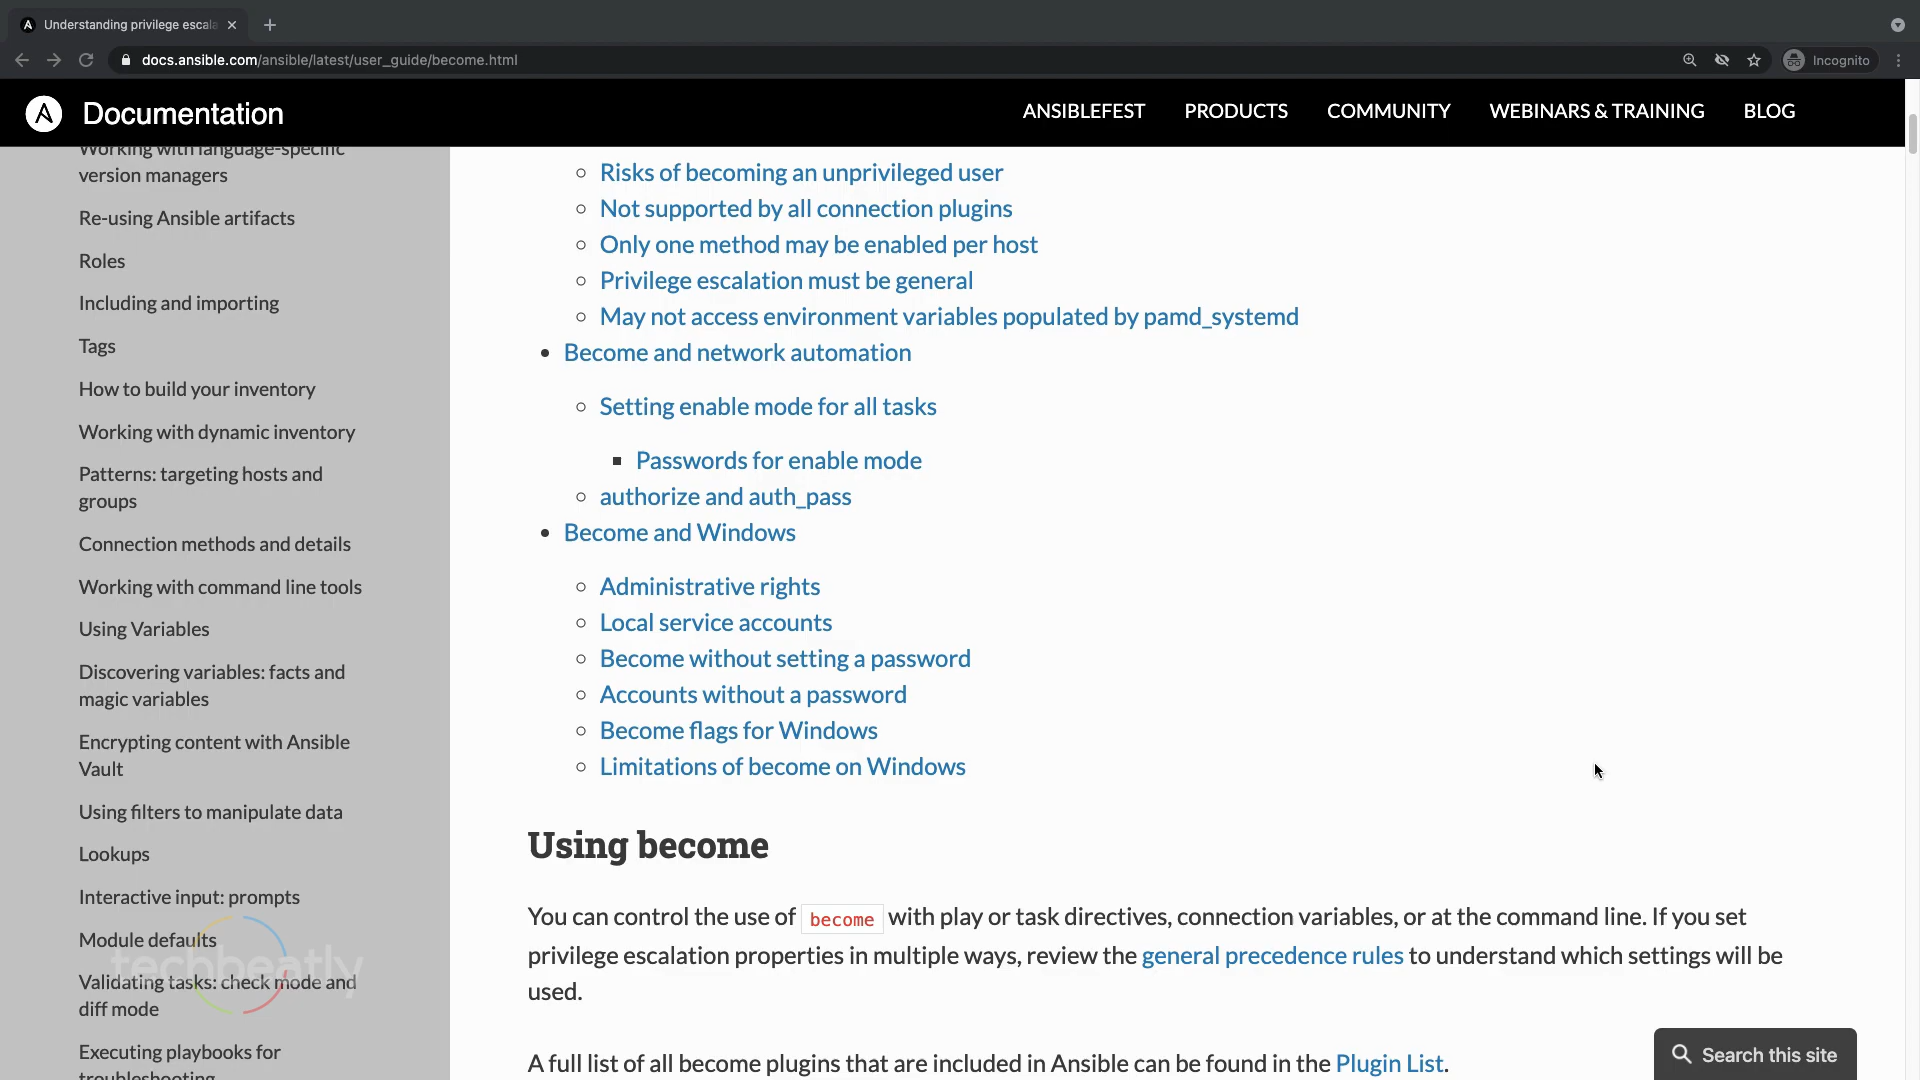 Understanding privilege escala
docs.ansible.com/ansible/latest/user_guide/become.html
Incognito
Documentation
ANSIBLEFEST
PRODUCTS
COMMUNITY
WEBINARS & TRAINING
BLOG
Working with language-specific
version managers
Re-using Ansible artifacts
Roles
Including and importing
Tags
How to build your inventory
Working with dynamic inventory
Patterns: targeting hosts and
groups
Connection methods and details
Working with command line tools
Using Variables
Discovering variables: facts and
magic variables
Encrypting content with Ansible
Vault
Using filters to manipulate data
Lookups
Interactive input: prompts
Module defaults
techbeatly
Validating tasks: check mode and
diff mode
Executing playbooks for
troubleshooting
Risks of becoming an unprivileged user
Not supported by all connection plugins
Only one method may be enabled per host
Privilege escalation must be general
May not access environment variables populated by pamd_systemd
Become and network automation
Setting enable mode for all tasks
Passwords for enable mode
authorize and auth_pass
Become and Windows
Administrative rights
Local service accounts
Become without setting a password
Accounts without a password
Become flags for Windows
Limitations of become on Windows
Using become
You can control the use of become with play or task directives, connection variables, or at the command line. If you set
privilege escalation properties in multiple ways, review the general precedence rules to understand which settings will be
used.
A full list of all become plugins that are included in Ansible can be found in the Plugin List.
Search this site